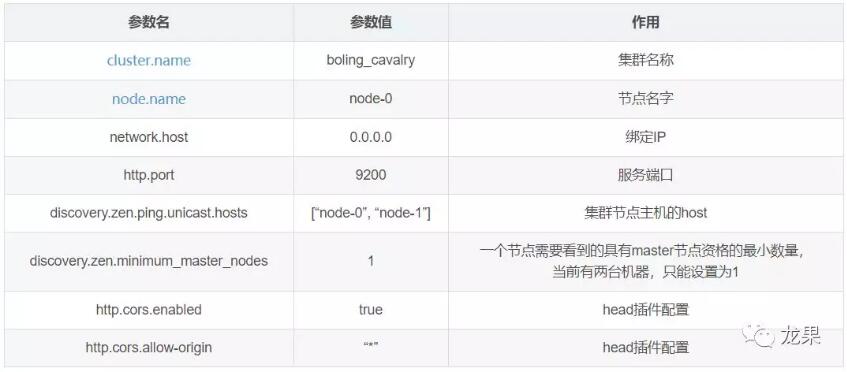 参数名 参数值 作用
cluster.name boling_cavalry 集群名称
node.name node-0 节点名字
network.host 0.0.0.0 绑定IP
http.port 9200 服务端口
discovery.zen.ping.unicast.hosts [“node-0”, “node-1”] 集群节点主机的host
discovery.zen.minimum_master_nodes 1 一个节点需要看到的具有master节点资格的最小数量，
当前有两台机器，只能设置为1
http.cors.enabled true head插件配置
http.cors.allow-origin “*” head插件配置
龙果